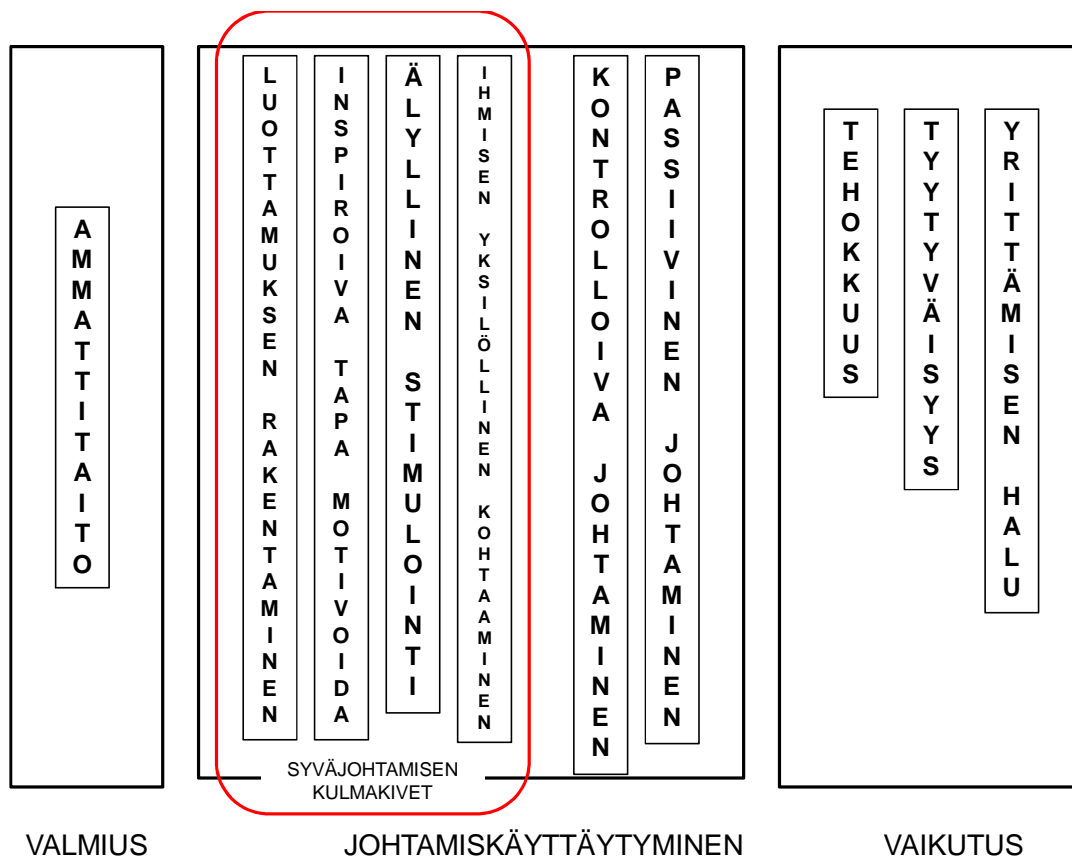 AMMATTITAITO
LUOTTAMUKSEN RAKENTAMINEN
INSPIROIVA TAPA MOTIVOIDA
ÄLYLLINEN STIMULOINTI
IHMISEN YKSILÖLLINEN KOHTAAMINEN
KONTROLLOIVA JOHTAMINEN
PASSIIVINEN JOHTAMINEN
TEHOKKUUS
TYYTYVÄISYYS
YRITTÄMISEN HALU
SYVÄJOHTAMISEN
KULMAKIVET
VALMIUS
JOHTAMISKÄYTTÄYTYMINEN
VAIKUTUS